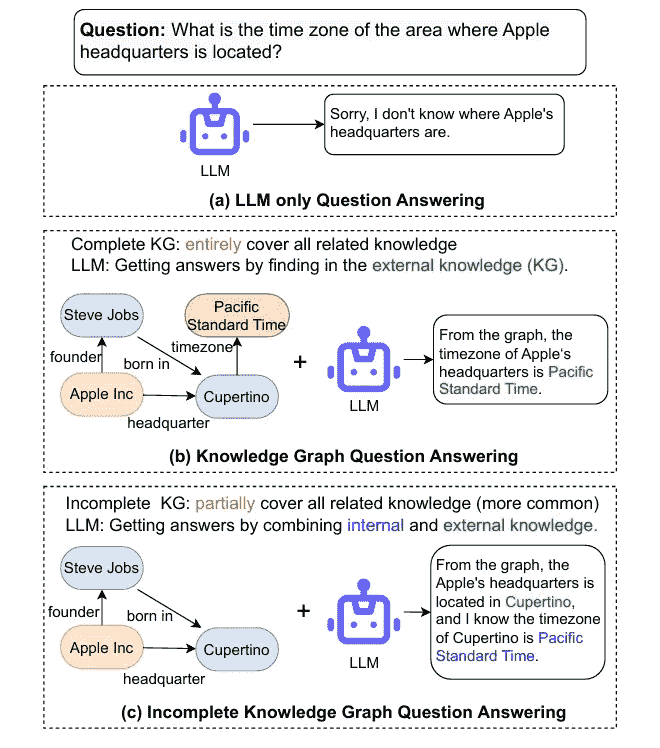 Question: What is the time zone of the area where Apple
headquarters is located?
Sorry, I don't know where Apple's
headquarters are.
LLM
(a) LLM only Question Answering
Complete KG: entirely cover all related knowledge
LLM: Getting answers by finding in the external knowledge (KG).
Steve Jobs
Pacific
Standard Time
founder
born in
timezone
Apple Inc
Cupertino
headquarter
+
LLM
From the graph, the
timezone of Apple's
headquarters is Pacific
Standard Time.
(b) Knowledge Graph Question Answering
Incomplete KG: partially cover all related knowledge (more common)
LLM: Getting answers by combining internal and external knowledge.
Steve Jobs
founder
born in
Apple Inc
Cupertino
headquarter
+
LLM
From the graph, the
Apple's headquarters is
located in Cupertino,
and I know the timezone
of Cupertino is Pacific
Standard Time.
(c) Incomplete Knowledge Graph Question Answering